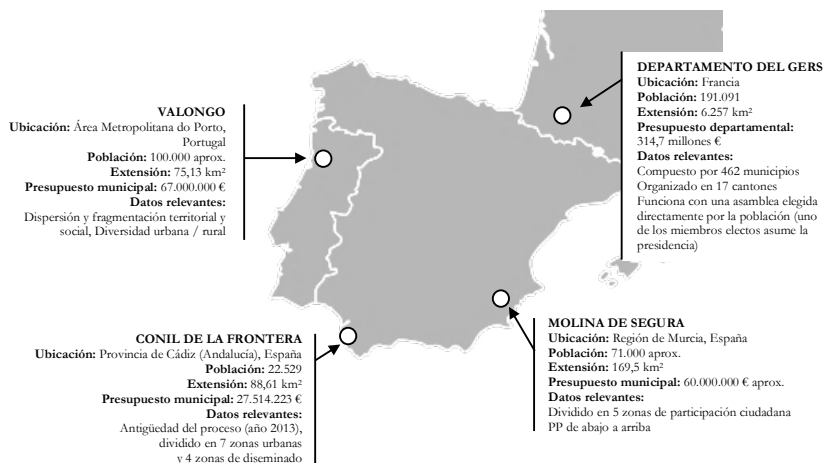 VALONGO
Ubicación: Área Metropolitana do Porto,
Portugal
Población: 100.000 aprox.
Extensión: 75,13 km²
Presupuesto municipal: 67.000.000 €
Datos relevantes:
Dispersión y fragmentación territorial y
social, Diversidad urbana / rural
DEPARTAMENTO DEL GERS
Ubicación: Francia
Población: 191.091
Extensión: 6.257 km²
Presupuesto departamental:
314,7 millones €
Datos relevantes:
Compuesto por 462 municipios
Organizado en 17 cantones
Funciona con una asamblea elegida
directamente por la población (uno
de los miembros electos asume la
presidencia)
CONIL DE LA FRONTERA
Ubicación: Provincia de Cádiz (Andalucía), España
Población: 22.529
Extensión: 88,61 km²
Presupuesto municipal: 27.514.223 €
Datos relevantes:
Antigüedad del proceso (año 2013),
dividido en 7 zonas urbanas
y 4 zonas de diseminado
MOLINA DE SEGURA
Ubicación: Región de Murcia, España
Población: 71.000 aprox.
Extensión: 169,5 km²
Presupuesto municipal: 60.000.000 € aprox.
Datos relevantes:
Dividido en 5 zonas de participación ciudadana
PP de abajo a arriba